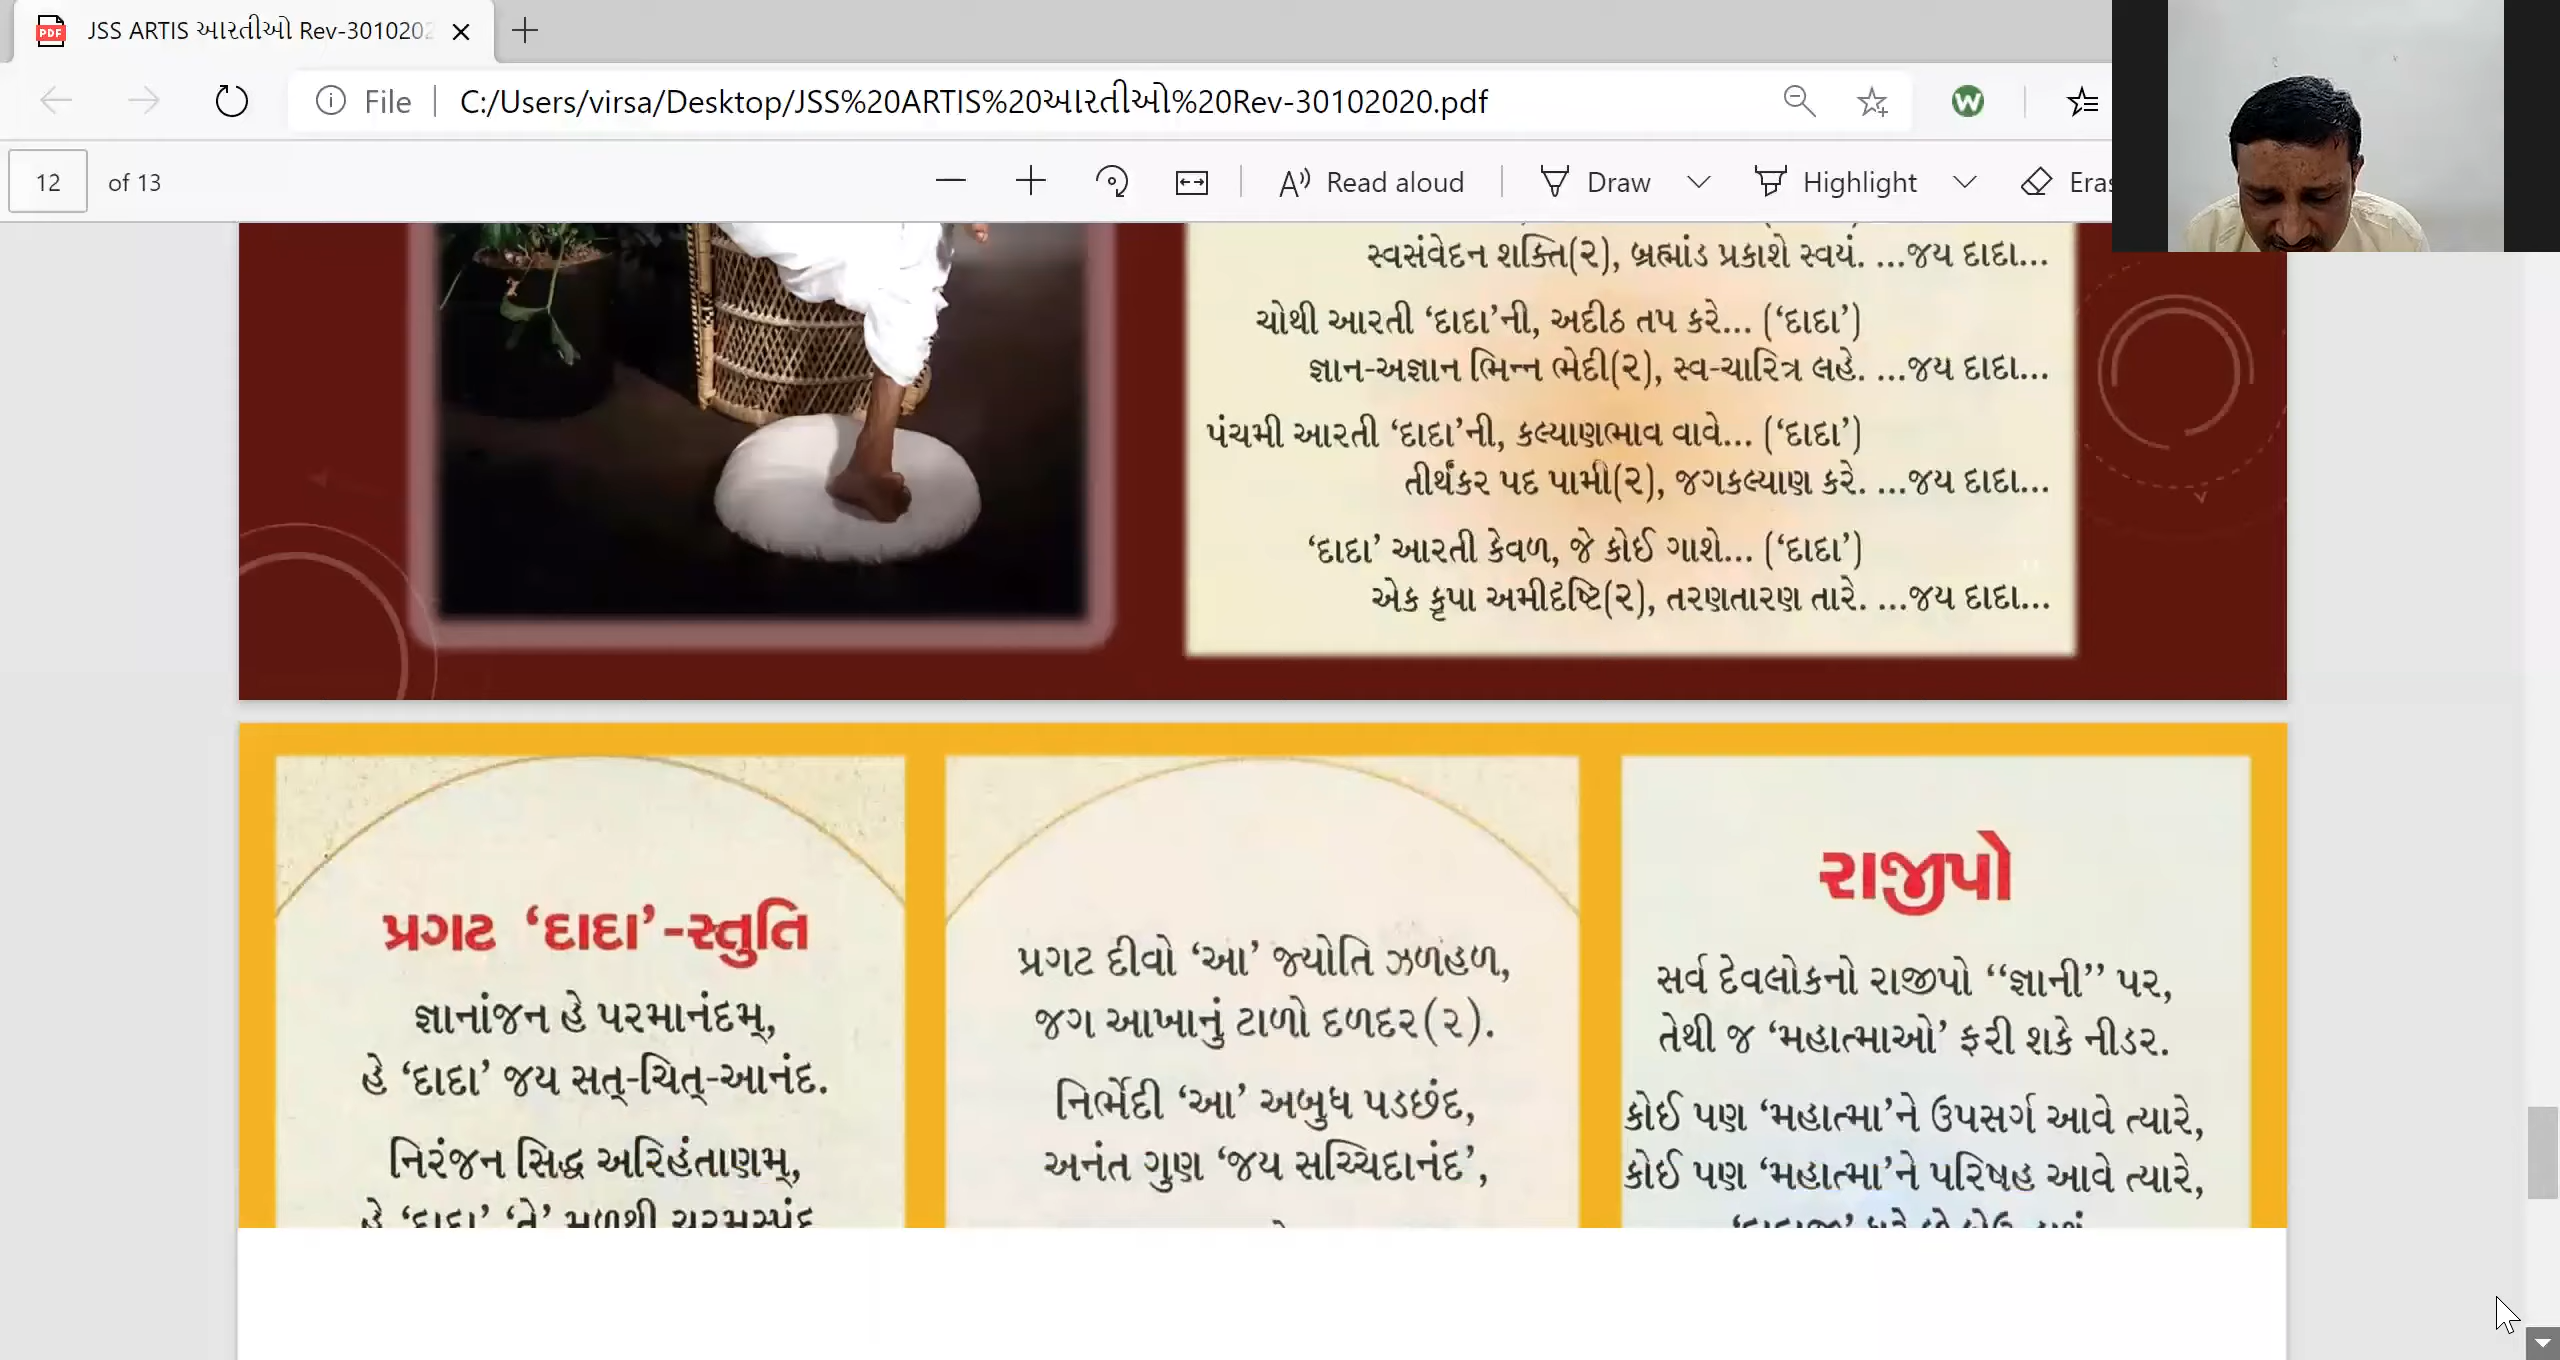 JSS ARTIS આરતીઓ Rev-3010202
File
C:/Users/virsa/Desktop/JSS%20ARTIS%20આરતીઓ%20Rev-30102020.pdf
W
12 of 13
Read aloud
Draw
Highlight
Eras
સ્વસંવેદન શક્તિ(૨), બ્રહ્માંડ પ્રકાશે સ્વયં. ...જય દાદા...
ચોથી આરતી ‘દાદા’ની, અદીઠ તપ કરે... (‘દાદા’)
જ્ઞાન-અજ્ઞાન ભિન્ન ભેદી(૨), સ્વ-ચારિત્ર લહે. ...જય દાદા...
પંચમી આરતી ‘દાદા’ની, કલ્યાણભાવ વાવે... (‘દાદા’)
તીર્થંકર પદ પામી(૨), જગકલ્યાણ કરે. ...જય દાદા...
‘દાદા’ આરતી કેવળ, જે કોઈ ગાશે... (‘દાદા’)
એક કૃપા અમીદૃષ્ટિ(૨), તરણતારણ તારે. ...જય દાદા...
પ્રગટ ‘દાદા’-સ્તુતિ
જ્ઞાનાંજન હે પરમાનંદમ્,
હે ‘દાદા’ જય સત્-ચિત્-આનંદ.
નિરંજન સિદ્ધ અરિહંતાણમ્,
હે ‘દાદા’ ‘તે’ મળથી ચરમસ્પંદ
પ્રગટ દીવો ‘આ’ જ્યોતિ ઝળહળ,
જગ આખાનું ટાળો દળદર(૨).
નિર્ભેદી ‘આ’ અબુધ પડછંદ,
અનંત ગુણ ‘જય સચ્ચિદાનંદ’,
રાજીપો
સર્વ દેવલોકનો રાજીપો “જ્ઞાની” પર,
તેથી જ ‘મહાત્માઓ’ ફરી શકે નીડર.
કોઈ પણ ‘મહાત્મા’ને ઉપસર્ગ આવે ત્યારે,
કોઈ પણ ‘મહાત્મા’ને પરિષહ આવે ત્યારે,